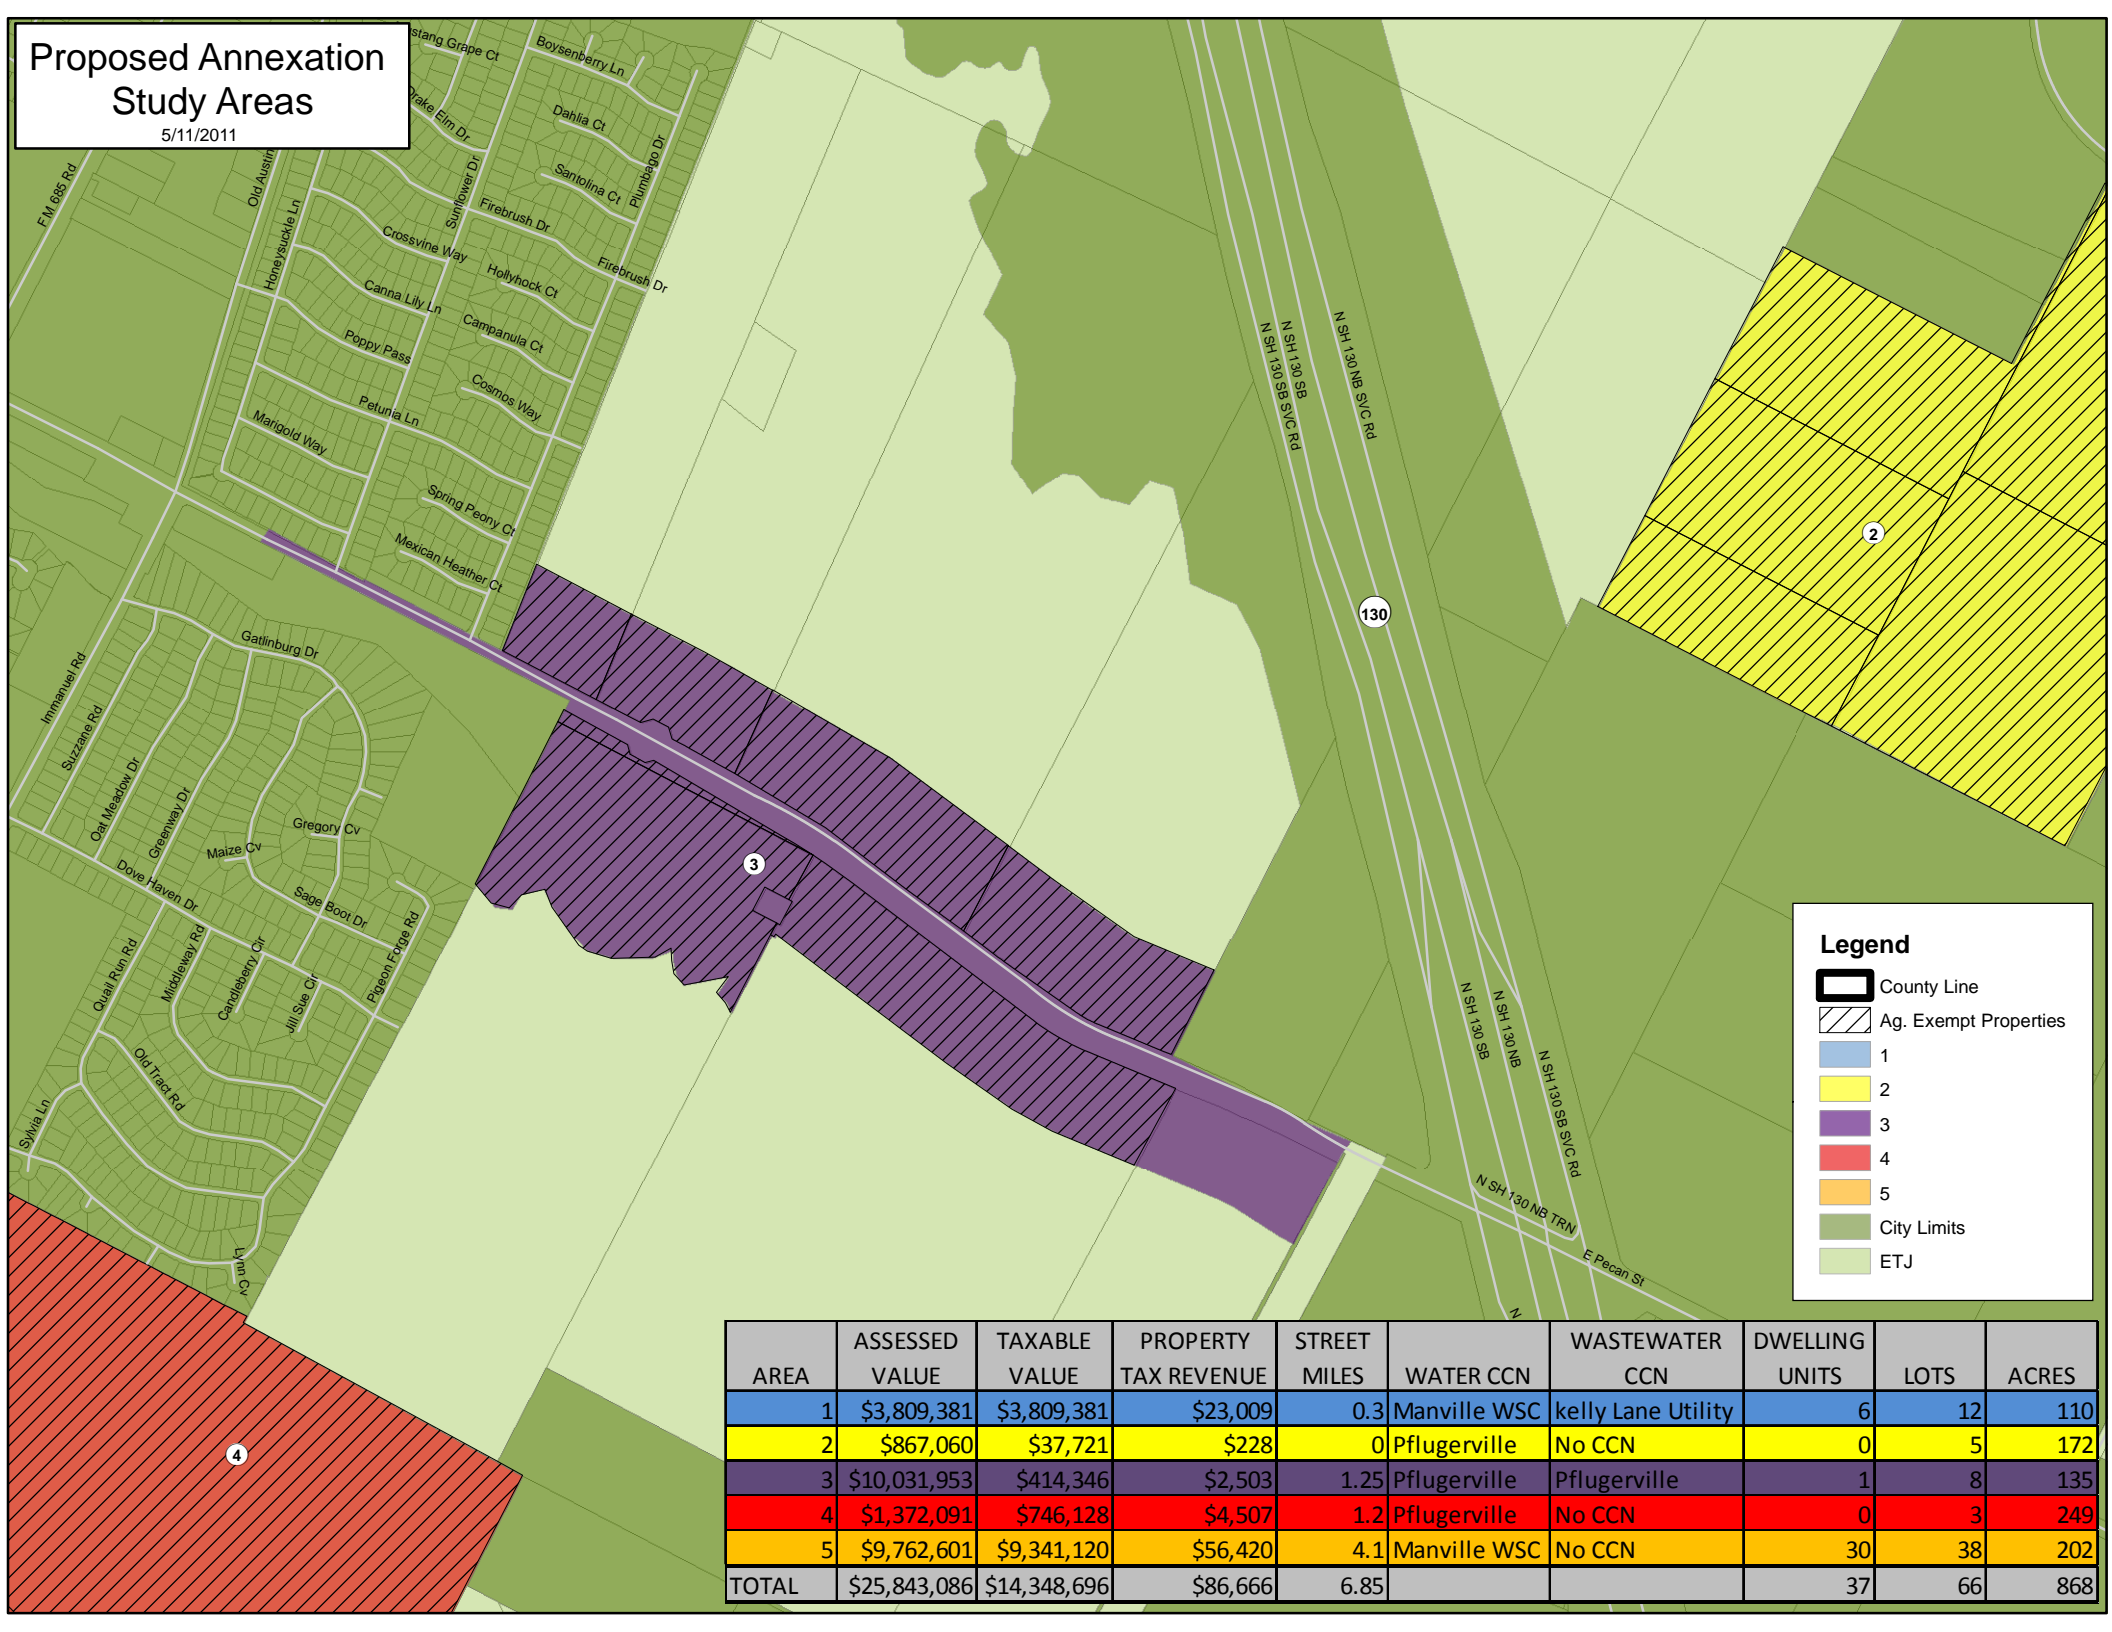 Proposed Annexation
Study Areas
5/11/2011
Boysenberry Ln
Dahlia Ct
Santolina Ct
Plumbago Dr
Drake Elm Dr
Sunflower Dr
Firebrush Dr
Firebrush Dr
FM 685 Rd
Old Austin
Honeysuckle Ln
Crossvine Way
Hollyhock Ct
Canna Lily Ln
Campanula Ct
Poppy Pass
Cosmos Way
Petunia Ln
Marigold Way
Spring Peony Ct
Mexican Heather Ct
N SH 130 SB SVC Rd
N SH 130 SB
N SH 130 NB SVC Rd
130
2
Gatlinburg Dr
Immanuel Rd
Suzzane Rd
Oat Meadow Dr
Greenway Dr
Gregory Cv
Maize Cv
Dove Haven Dr
Sage Boot Dr
Pigeon Forge Rd
Quail Run Rd
Middleway Rd
Candleberry Cir
Jill Sue Cir
Old Tract Rd
Sylvia Ln
Lynn Cv
3
4
N SH 130 SB
N SH 130 NB
N SH 130 SB SVC Rd
N SH 130 NB TRN
E Pecan St
N
Legend
County Line
Ag. Exempt Properties
1
2
3
4
5
City Limits
ETJ
AREA ASSESSED VALUE TAXABLE VALUE PROPERTY TAX REVENUE STREET MILES WATER CCN WASTEWATER CCN DWELLING UNITS LOTS ACRES
1 $3,809,381 $3,809,381 $23,009 0.3 Manville WSC kelly Lane Utility 6 12 110
2 $867,060 $37,721 $228 0 Pflugerville No CCN 0 5 172
3 $10,031,953 $414,346 $2,503 1.25 Pflugerville Pflugerville 1 8 135
4 $1,372,091 $746,128 $4,507 1.2 Pflugerville No CCN 0 3 249
5 $9,762,601 $9,341,120 $56,420 4.1 Manville WSC No CCN 30 38 202
TOTAL $25,843,086 $14,348,696 $86,666 6.85 37 66 868